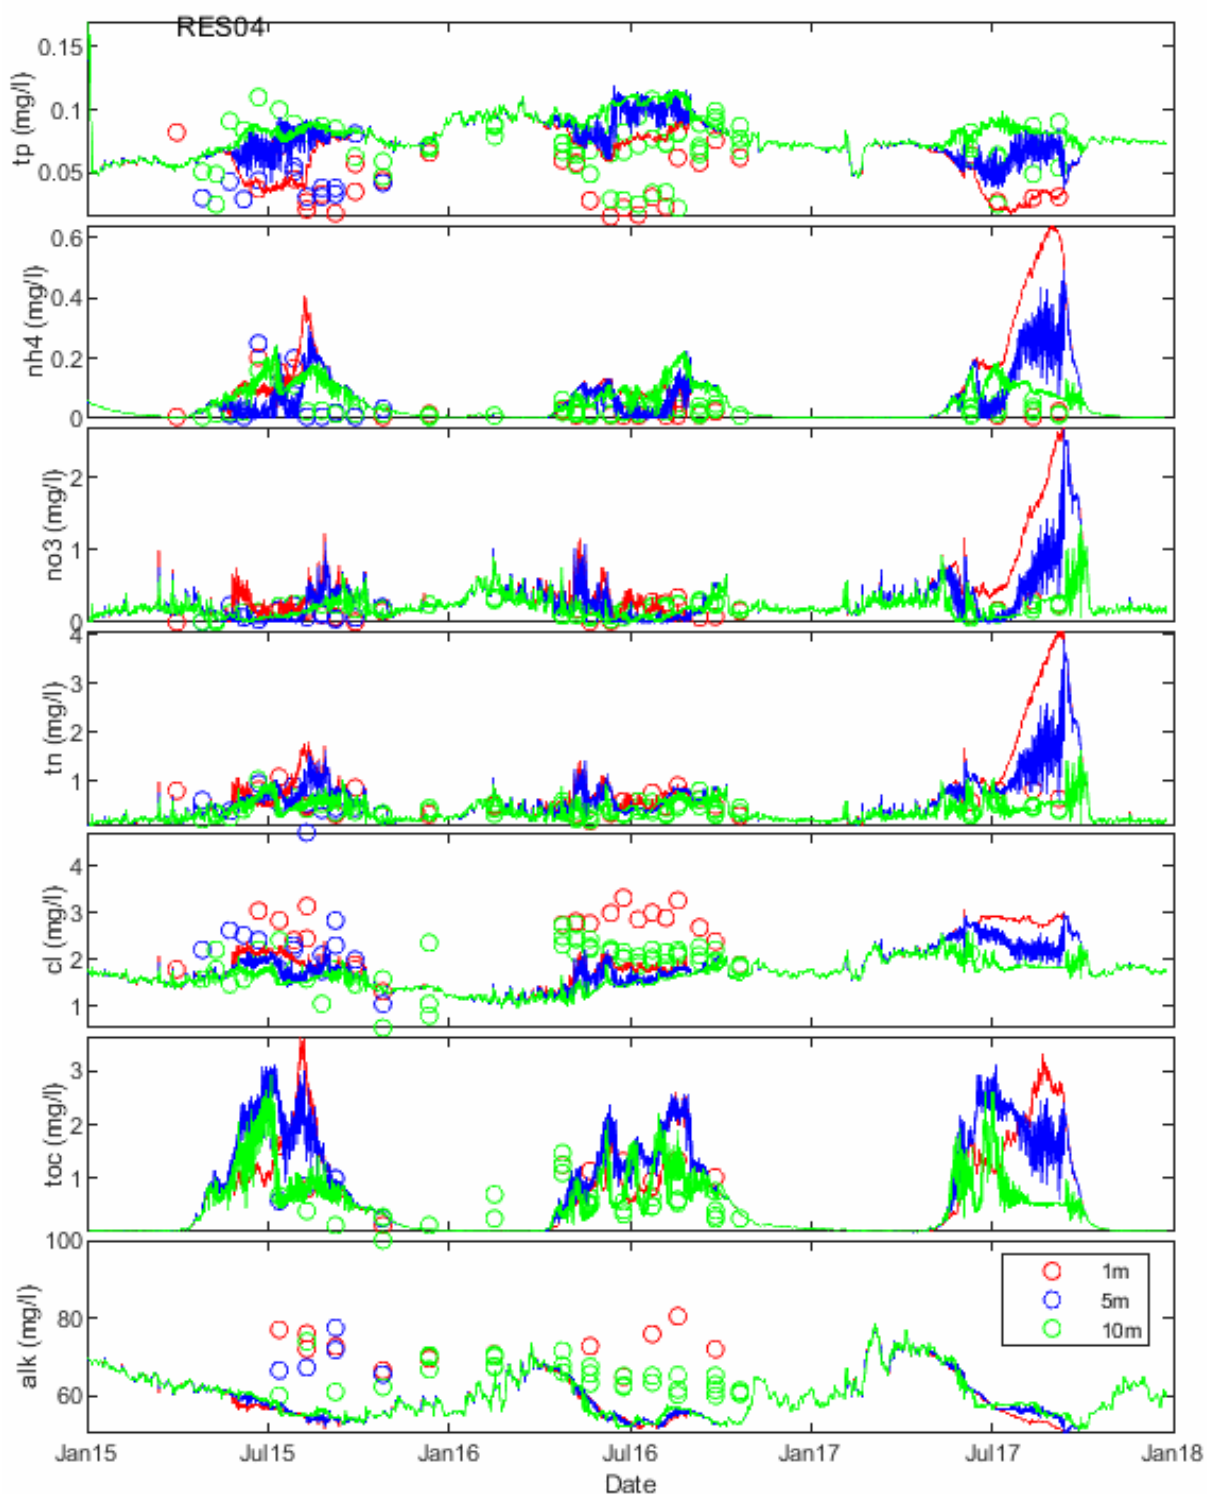 RES04
0.15
0.1
0.05
tp (mg/l)
0.6
0.4
0.2
0
nh4 (mg/l)
2
1
0
no3 (mg/l)
4
3
2
1
tn (mg/l)
4
3
2
1
cl (mg/l)
3
2
1
toc (mg/l)
100
80
60
alk (mg/l)
1m
5m
10m
Jan15
Jul15
Jan16
Jul16
Jan17
Jul17
Jan18
Date